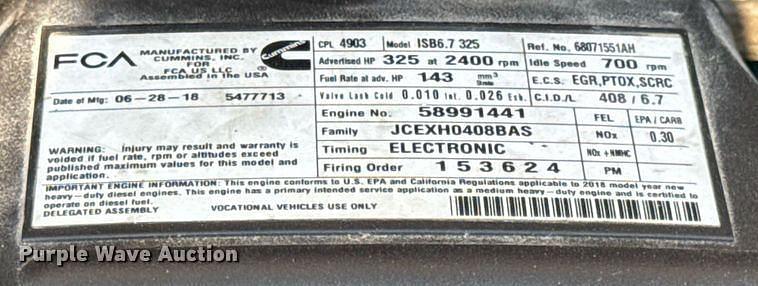 FCA
MANUFACTURED BY
CUMMINS, INC.
FOR
FCA US LLC
Assembled in the USA
Cummins
CPL 4903 Model ISB6.7 325 Ref. No. 68071551AH
Advertised HP 325 at 2400 rpm Idle Speed 700 rpm
Fuel Rate at adv. HP 143 mm³/Stroke E.C.S. EGR,PTOX,SCRC
Date of Mfg: 06-28-18 5477713 Valve Lash Cold 0.010 Int. 0.026 Exh. C.I.D./L 408 / 6.7
Engine No. 58991441 FEL EPA / CARB
Family JCEXH0408BAS NOx 0.30
Timing ELECTRONIC NOx + NMHC
Firing Order 1 5 3 6 2 4 PM
WARNING: Injury may result and warranty is
voided if fuel rate, rpm or altitudes exceed
published maximum values for this model and
application.
IMPORTANT ENGINE INFORMATION: This engine conforms to U.S. EPA and California Regulations applicable to 2018 model year new
heavy-duty diesel engines. This engine has a primary intended service application as a medium heavy-duty engine and is certified to
operate on diesel fuel.
DELEGATED ASSEMBLY VOCATIONAL VEHICLES USE ONLY
Purple Wave Auction